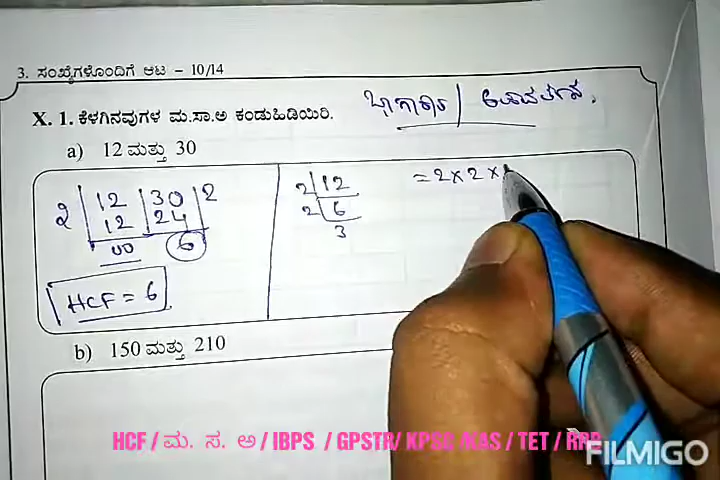 3. ಸಂಖ್ಯೆಗಳೊಂದಿಗೆ ಆಟ – 10/14
X. 1. ಕೆಳಗಿನವುಗಳ ಮ.ಸಾ.ಅ ಕಂಡುಹಿಡಿಯಿರಿ. ಭಾಗಾಕಾರ | ಅಪವರ್ತನ.
a) 12 ಮತ್ತು 30
2 | 12 | 30 | 2
12 | 24
00 6
HCF = 6
2 | 12 = 2 × 2 ×
2 | 6
3
b) 150 ಮತ್ತು 210
HCF / ಮ. ಸ. ಅ / IBPS / GPSTR/ KPSC /KAS / TET / RRB
FILMIGO